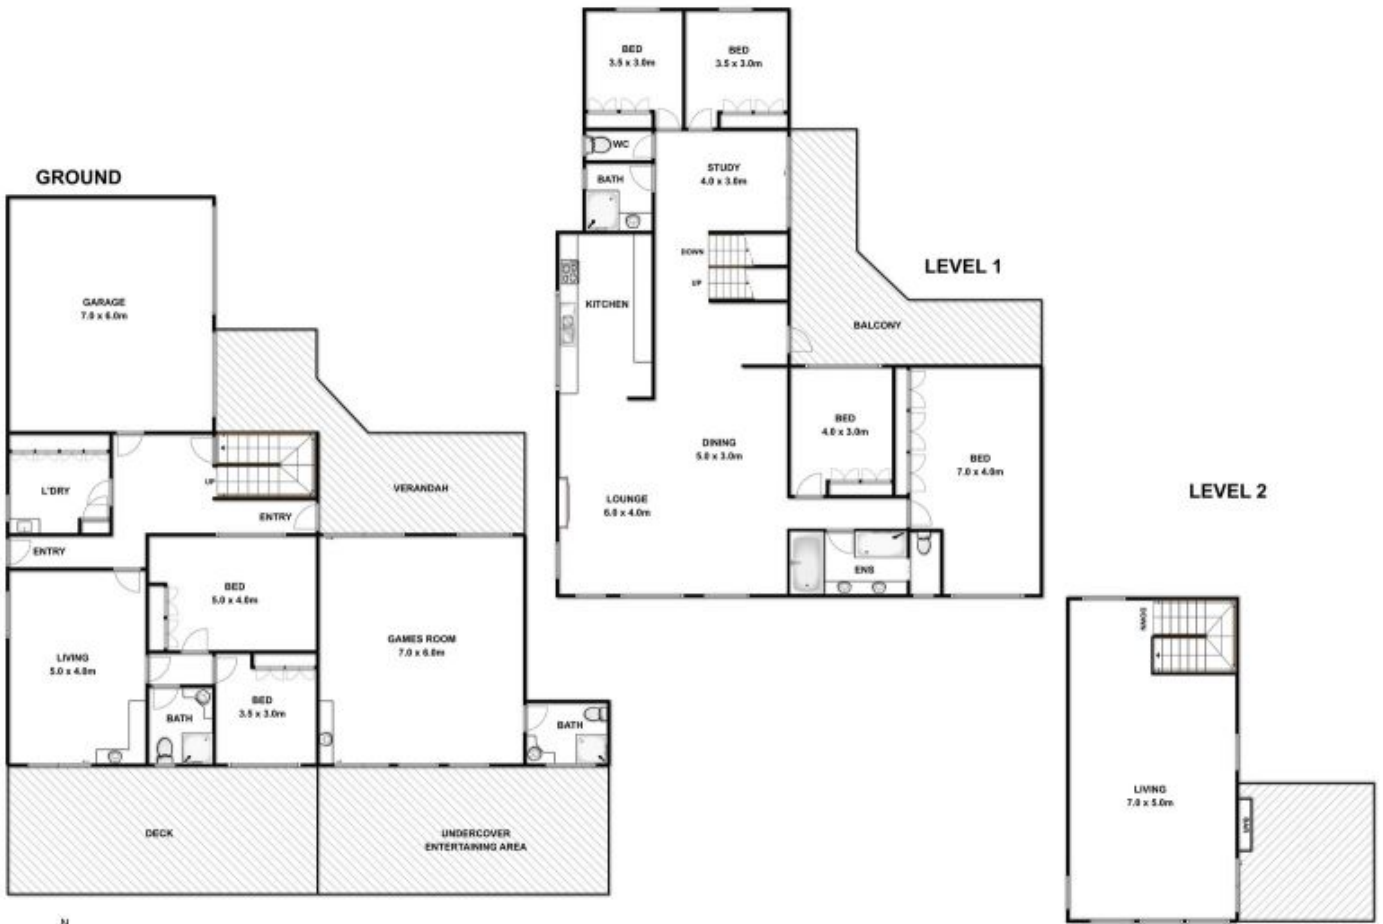 GROUND
GARAGE
7.0 x 6.0m
L'DRY
UP
ENTRY
VERANDAH
ENTRY
BED
5.0 x 4.0m
LIVING
5.0 x 4.0m
GAMES ROOM
7.0 x 6.0m
BED
3.5 x 3.0m
BATH
BATH
DECK
UNDERCOVER
ENTERTAINING AREA
N
LEVEL 1
BED
3.5 x 3.0m
BED
3.5 x 3.0m
WC
BATH
STUDY
4.0 x 3.0m
DOWN
UP
KITCHEN
BALCONY
BED
4.0 x 3.0m
DINING
5.0 x 3.0m
BED
7.0 x 4.0m
LOUNGE
6.0 x 4.0m
ENS
LEVEL 2
DOWN
LIVING
7.0 x 5.0m